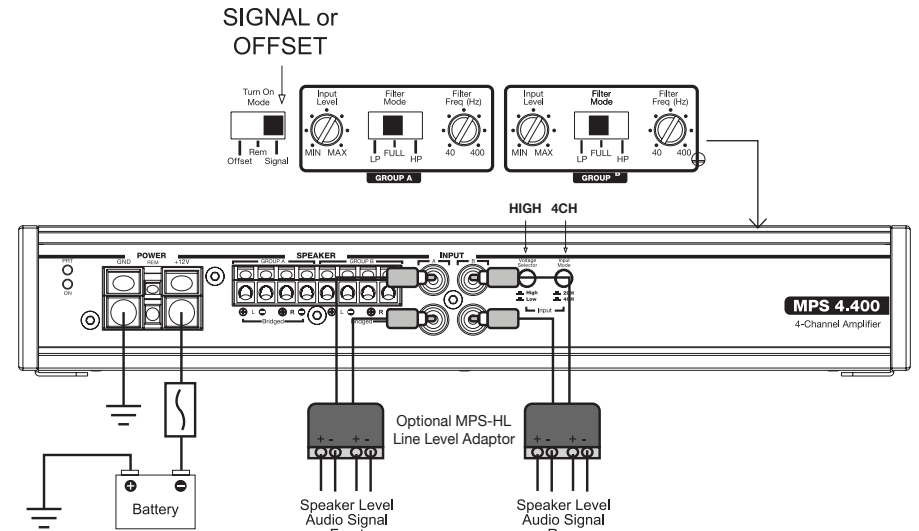 SIGNAL or
OFFSET
Turn On
Mode
Offset Rem Signal
Input
Level
Filter
Mode
Filter
Freq (Hz)
MIN MAX
LP FULL HP
40 400
GROUP A
Input
Level
Filter
Mode
Filter
Freq (Hz)
MIN MAX
LP FULL HP
40 400
GROUP B
HIGH 4CH
PRT
ON
POWER
GND REM +12V
SPEAKER
GROUP A GROUP B
+ L - + R - + L - + R
Bridged
Bridged
INPUT
A B
Voltage
Selector
Input
Mode
High
Low
2CH
4CH
Input
MPS 4.400
4-Channel Amplifier
Optional MPS-HL
Line Level Adaptor
+ - + -
+ - + -
+ -
Battery
Speaker Level
Audio Signal
Speaker Level
Audio Signal